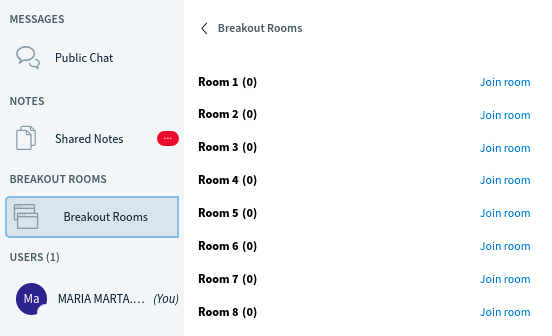 MESSAGES
Public Chat
NOTES
Shared Notes
...
BREAKOUT ROOMS
Breakout Rooms
USERS (1)
Ma
MARIA MARTA.... (You)
Breakout Rooms
Room 1 (0) Join room
Room 2 (0) Join room
Room 3 (0) Join room
Room 4 (0) Join room
Room 5 (0) Join room
Room 6 (0) Join room
Room 7 (0) Join room
Room 8 (0) Join room